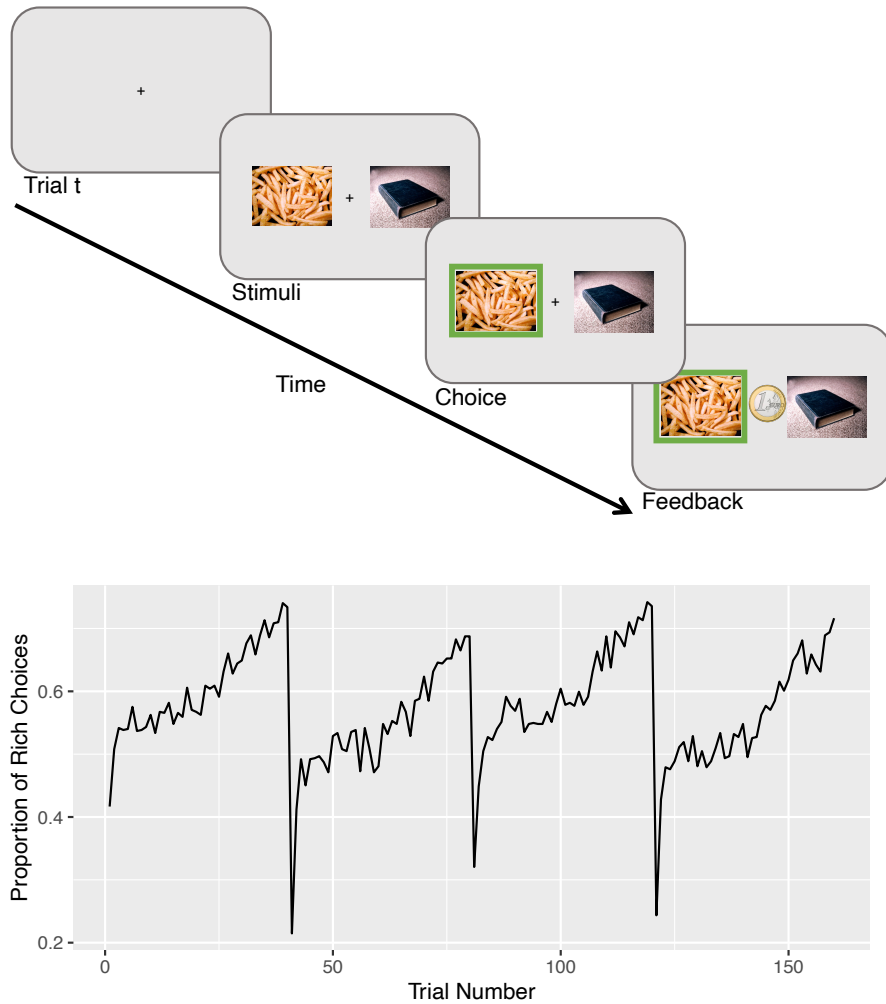 +
Trial t
+
Stimuli
+
Choice
Time
Feedback
Proportion of Rich Choices
0.6
0.4
0.2
0
50
100
150
Trial Number